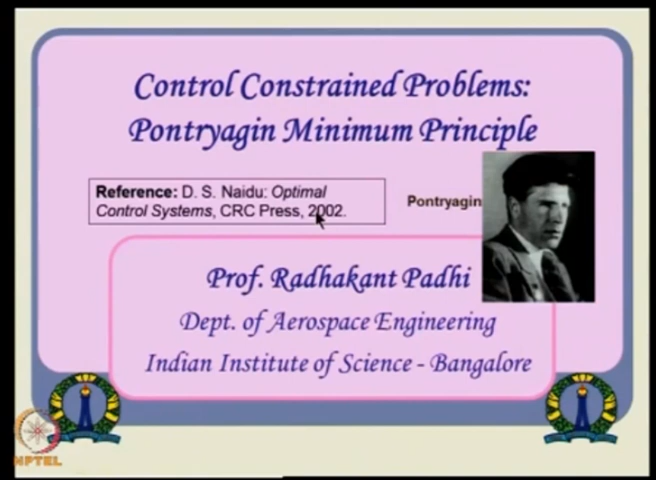 Control Constrained Problems:
Pontryagin Minimum Principle
Reference: D. S. Naidu: Optimal
Control Systems, CRC Press, 2002.
Pontryagin
Prof. Radhakant Padhi
Dept. of Aerospace Engineering
Indian Institute of Science - Bangalore
NPTEL